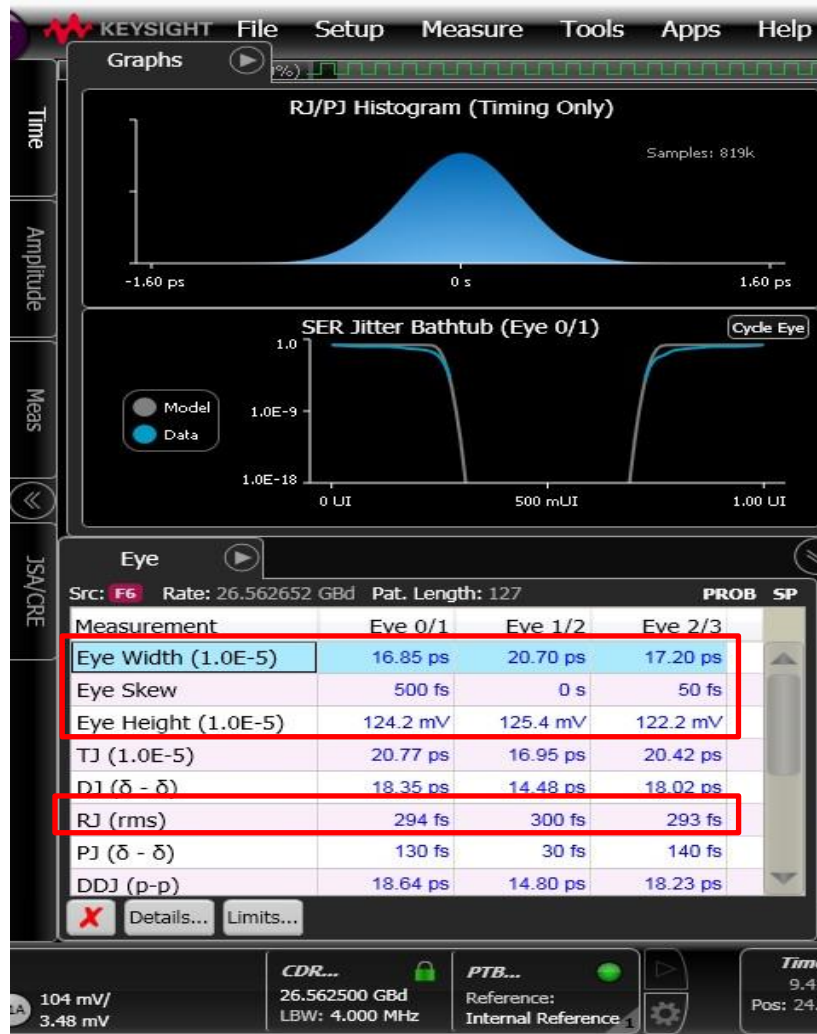 KEYSIGHT File Setup Measure Tools Apps Help
Graphs
%)
Time
Amplitude
Meas
JSA/CRE
RJ/PJ Histogram (Timing Only)
Samples: 819k
-1.60 ps 0 s 1.60 ps
SER Jitter Bathtub (Eye 0/1)
Cycle Eye
1.0
Model
Data
1.0E-9
1.0E-18
0 UI 500 mUI 1.00 UI
Eye
Src: F6 Rate: 26.562652 GBd Pat. Length: 127 PROB SP
Measurement Eye 0/1 Eye 1/2 Eye 2/3
Eye Width (1.0E-5) 16.85 ps 20.70 ps 17.20 ps
Eye Skew 500 fs 0 s 50 fs
Eye Height (1.0E-5) 124.2 mV 125.4 mV 122.2 mV
TJ (1.0E-5) 20.77 ps 16.95 ps 20.42 ps
DJ (δ - δ) 18.35 ps 14.48 ps 18.02 ps
RJ (rms) 294 fs 300 fs 293 fs
PJ (δ - δ) 130 fs 30 fs 140 fs
DDJ (p-p) 18.64 ps 14.80 ps 18.23 ps
Details... Limits...
1A
104 mV/
3.48 mV
CDR...
26.562500 GBd
LBW: 4.000 MHz
PTB...
Reference:
Internal Reference
1
Time
9.4
Pos: 24.